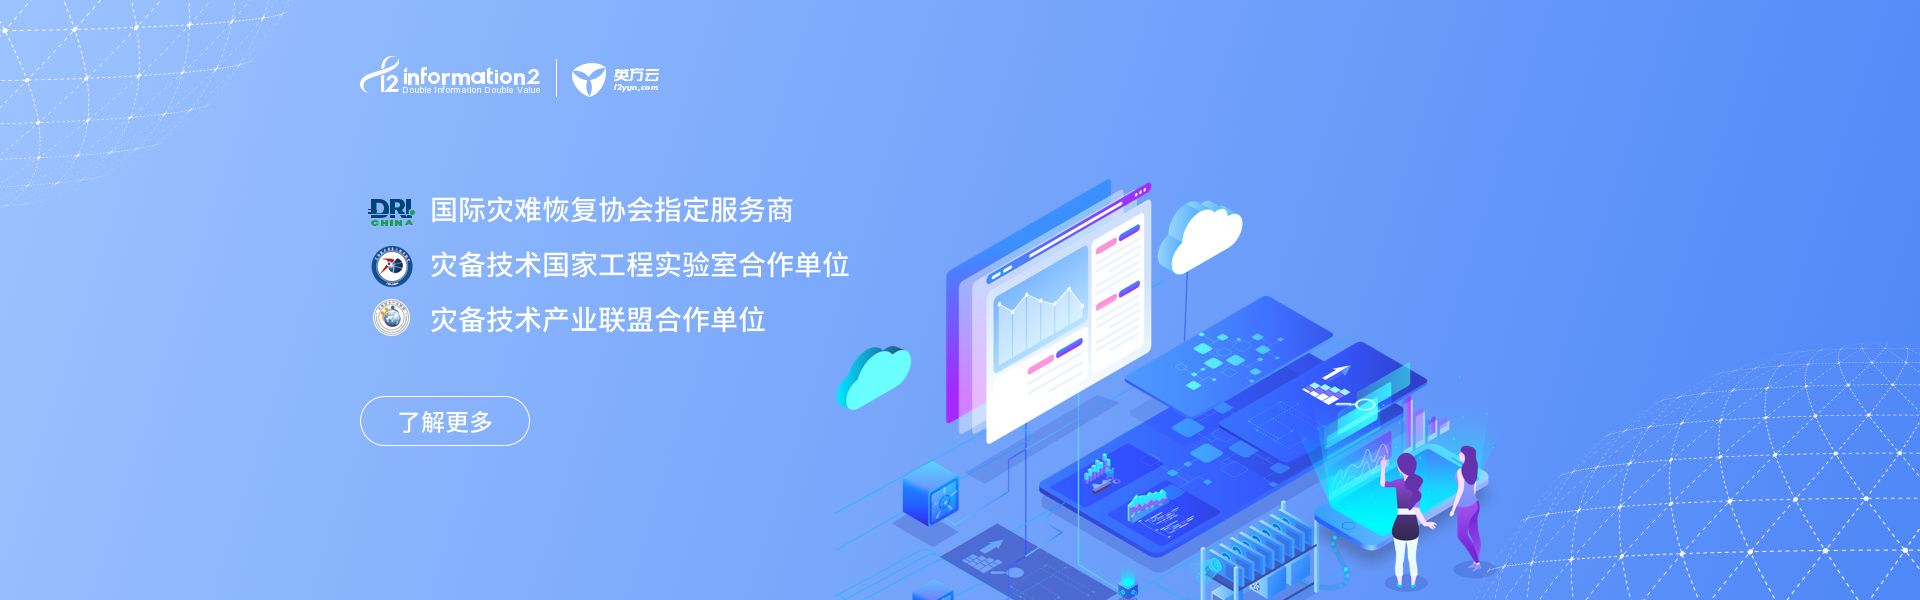 information2
Double Information Double Value
英方云
i2yun.com
DRI
CHINA
国际灾难恢复协会指定服务商
灾备技术国家工程实验室合作单位
灾备技术产业联盟合作单位
了解更多